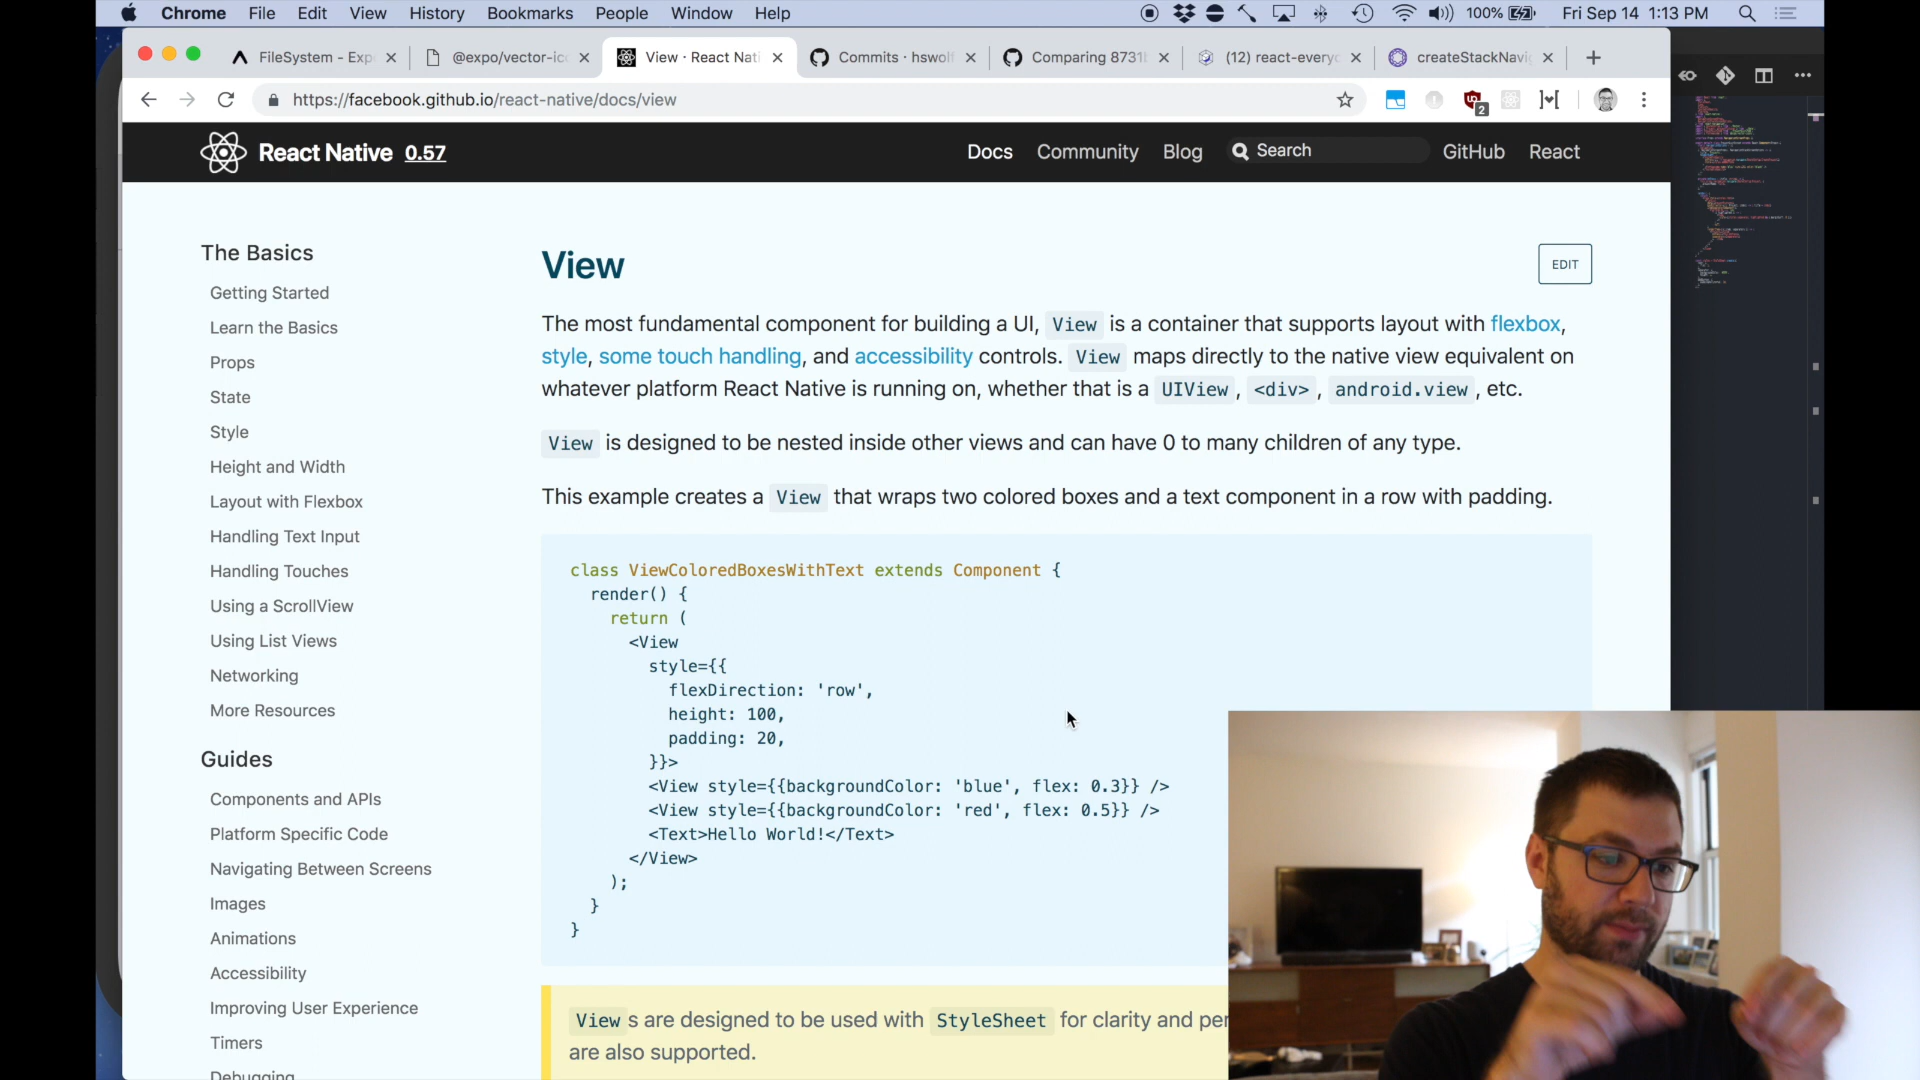 Chrome File Edit View History Bookmarks People Window Help 100% Fri Sep 14 1:13 PM
FileSystem - Exp @expo/vector-ic View · React Nati Commits · hswol Comparing 8731 (12) react-every createStackNavi
https://facebook.github.io/react-native/docs/view 2
React Native 0.57 Docs Community Blog Search GitHub React
The Basics
Getting Started
Learn the Basics
Props
State
Style
Height and Width
Layout with Flexbox
Handling Text Input
Handling Touches
Using a ScrollView
Using List Views
Networking
More Resources
Guides
Components and APIs
Platform Specific Code
Navigating Between Screens
Images
Animations
Accessibility
Improving User Experience
Timers
Debugging
View EDIT
The most fundamental component for building a UI, View is a container that supports layout with flexbox,
style, some touch handling, and accessibility controls. View maps directly to the native view equivalent on
whatever platform React Native is running on, whether that is a UIView, <div>, android.view, etc.
View is designed to be nested inside other views and can have 0 to many children of any type.
This example creates a View that wraps two colored boxes and a text component in a row with padding.
class ViewColoredBoxesWithText extends Component {
render() {
return (
<View
style={{
flexDirection: 'row',
height: 100,
padding: 20,
}}>
<View style={{backgroundColor: 'blue', flex: 0.3}} />
<View style={{backgroundColor: 'red', flex: 0.5}} />
<Text>Hello World!</Text>
</View>
);
}
}
View s are designed to be used with StyleSheet for clarity and per
are also supported.